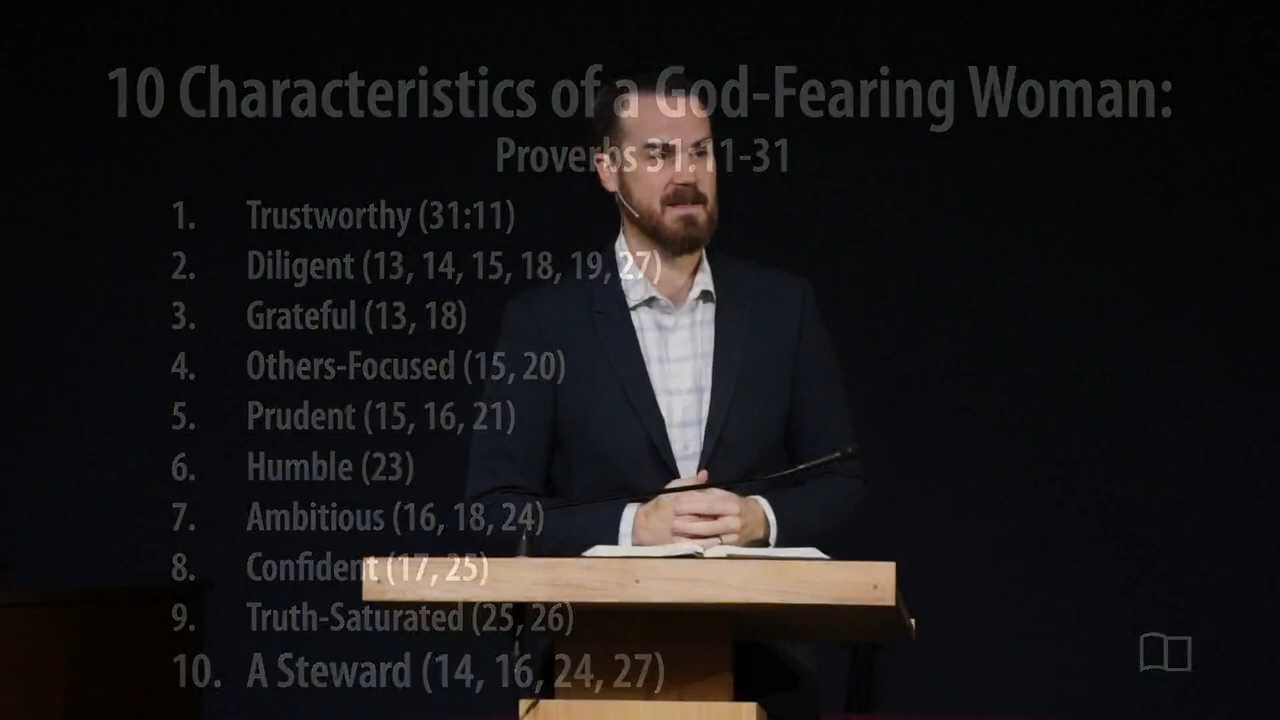 10 Characteristics of a God-Fearing Woman:
Proverbs 31:11-31
1. Trustworthy (31:11)
2. Diligent (13, 14, 15, 18, 19, 27)
3. Grateful (13, 18)
4. Others-Focused (15, 20)
5. Prudent (15, 16, 21)
6. Humble (23)
7. Ambitious (16, 18, 24)
8. Confident (17, 25)
9. Truth-Saturated (25, 26)
10. A Steward (14, 16, 24, 27)